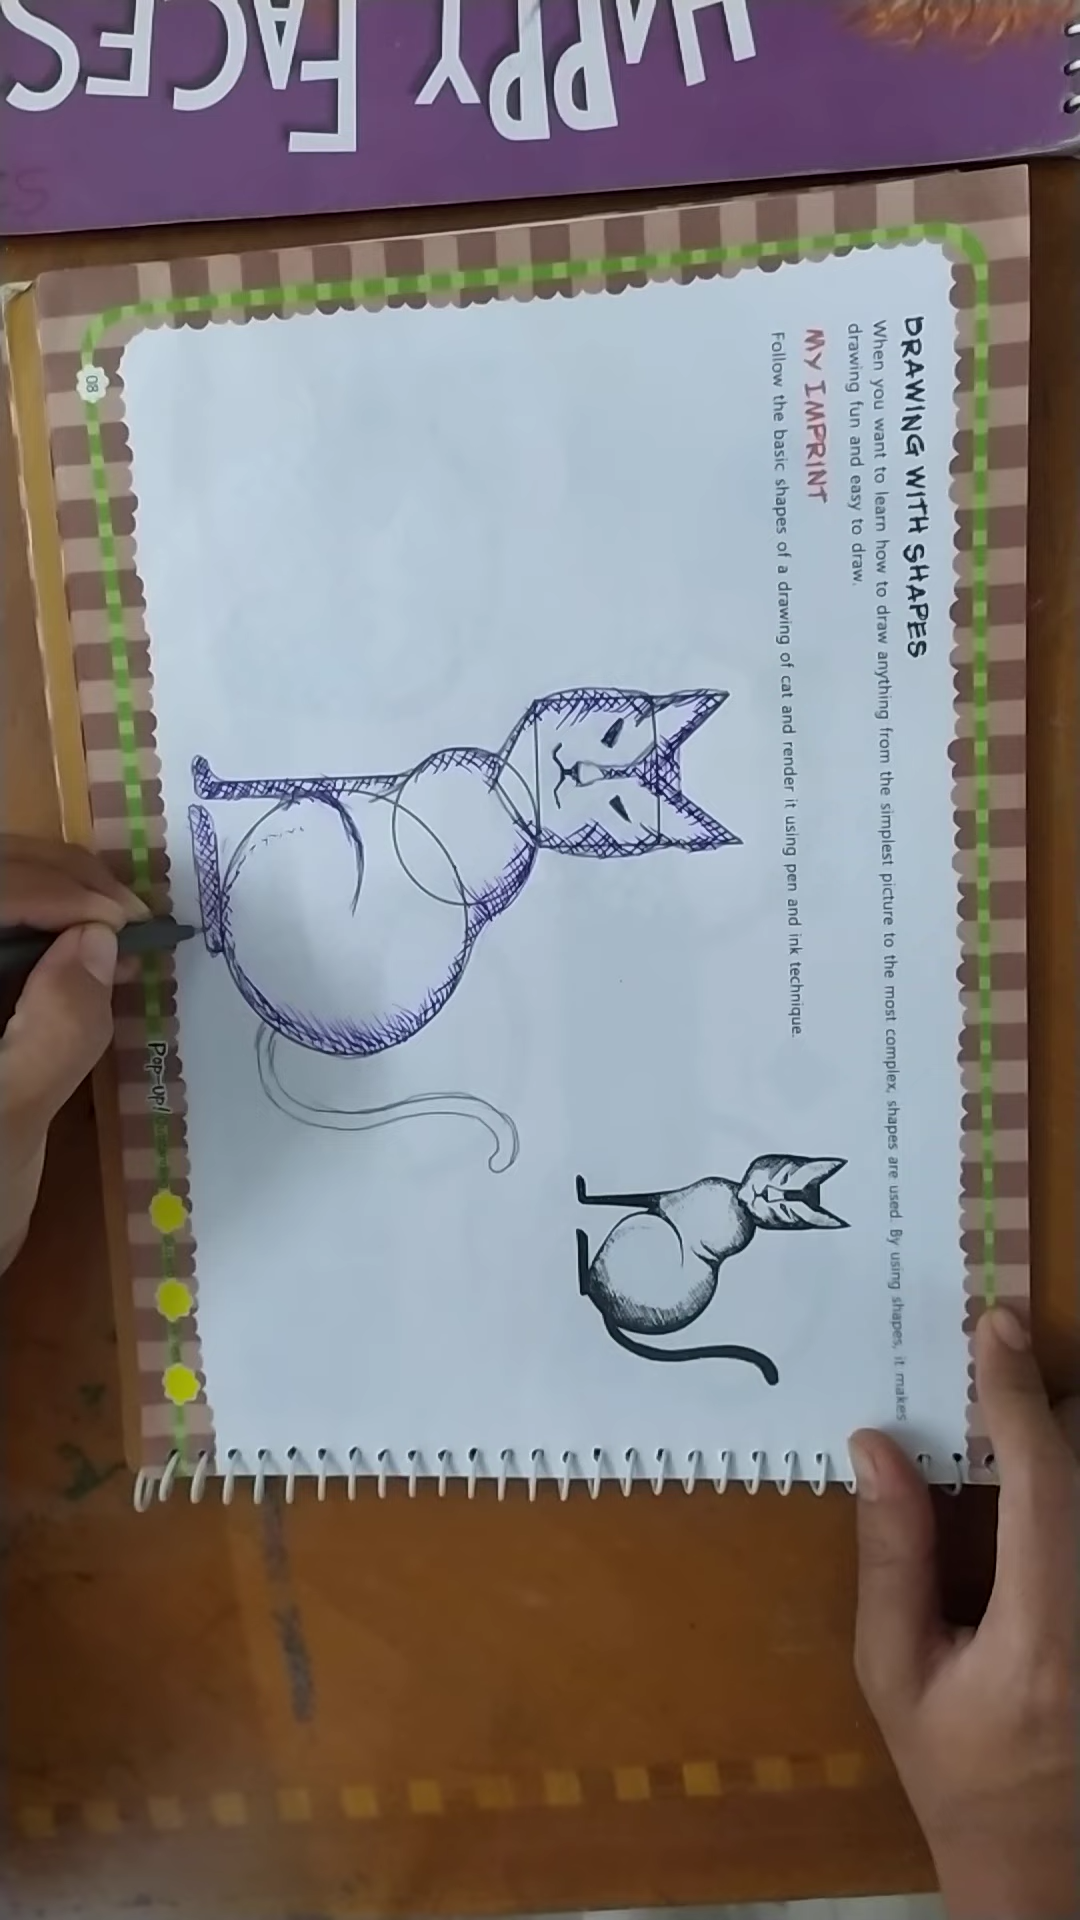 HAPPY FACES
DRAWING WITH SHAPES
When you want to learn how to draw anything from the simplest picture to the most complex, shapes are used. By using shapes, it makes
drawing fun and easy to draw.
MY IMPRINT
Follow the basic shapes of a drawing of cat and render it using pen and ink technique.
08
Pop-up!